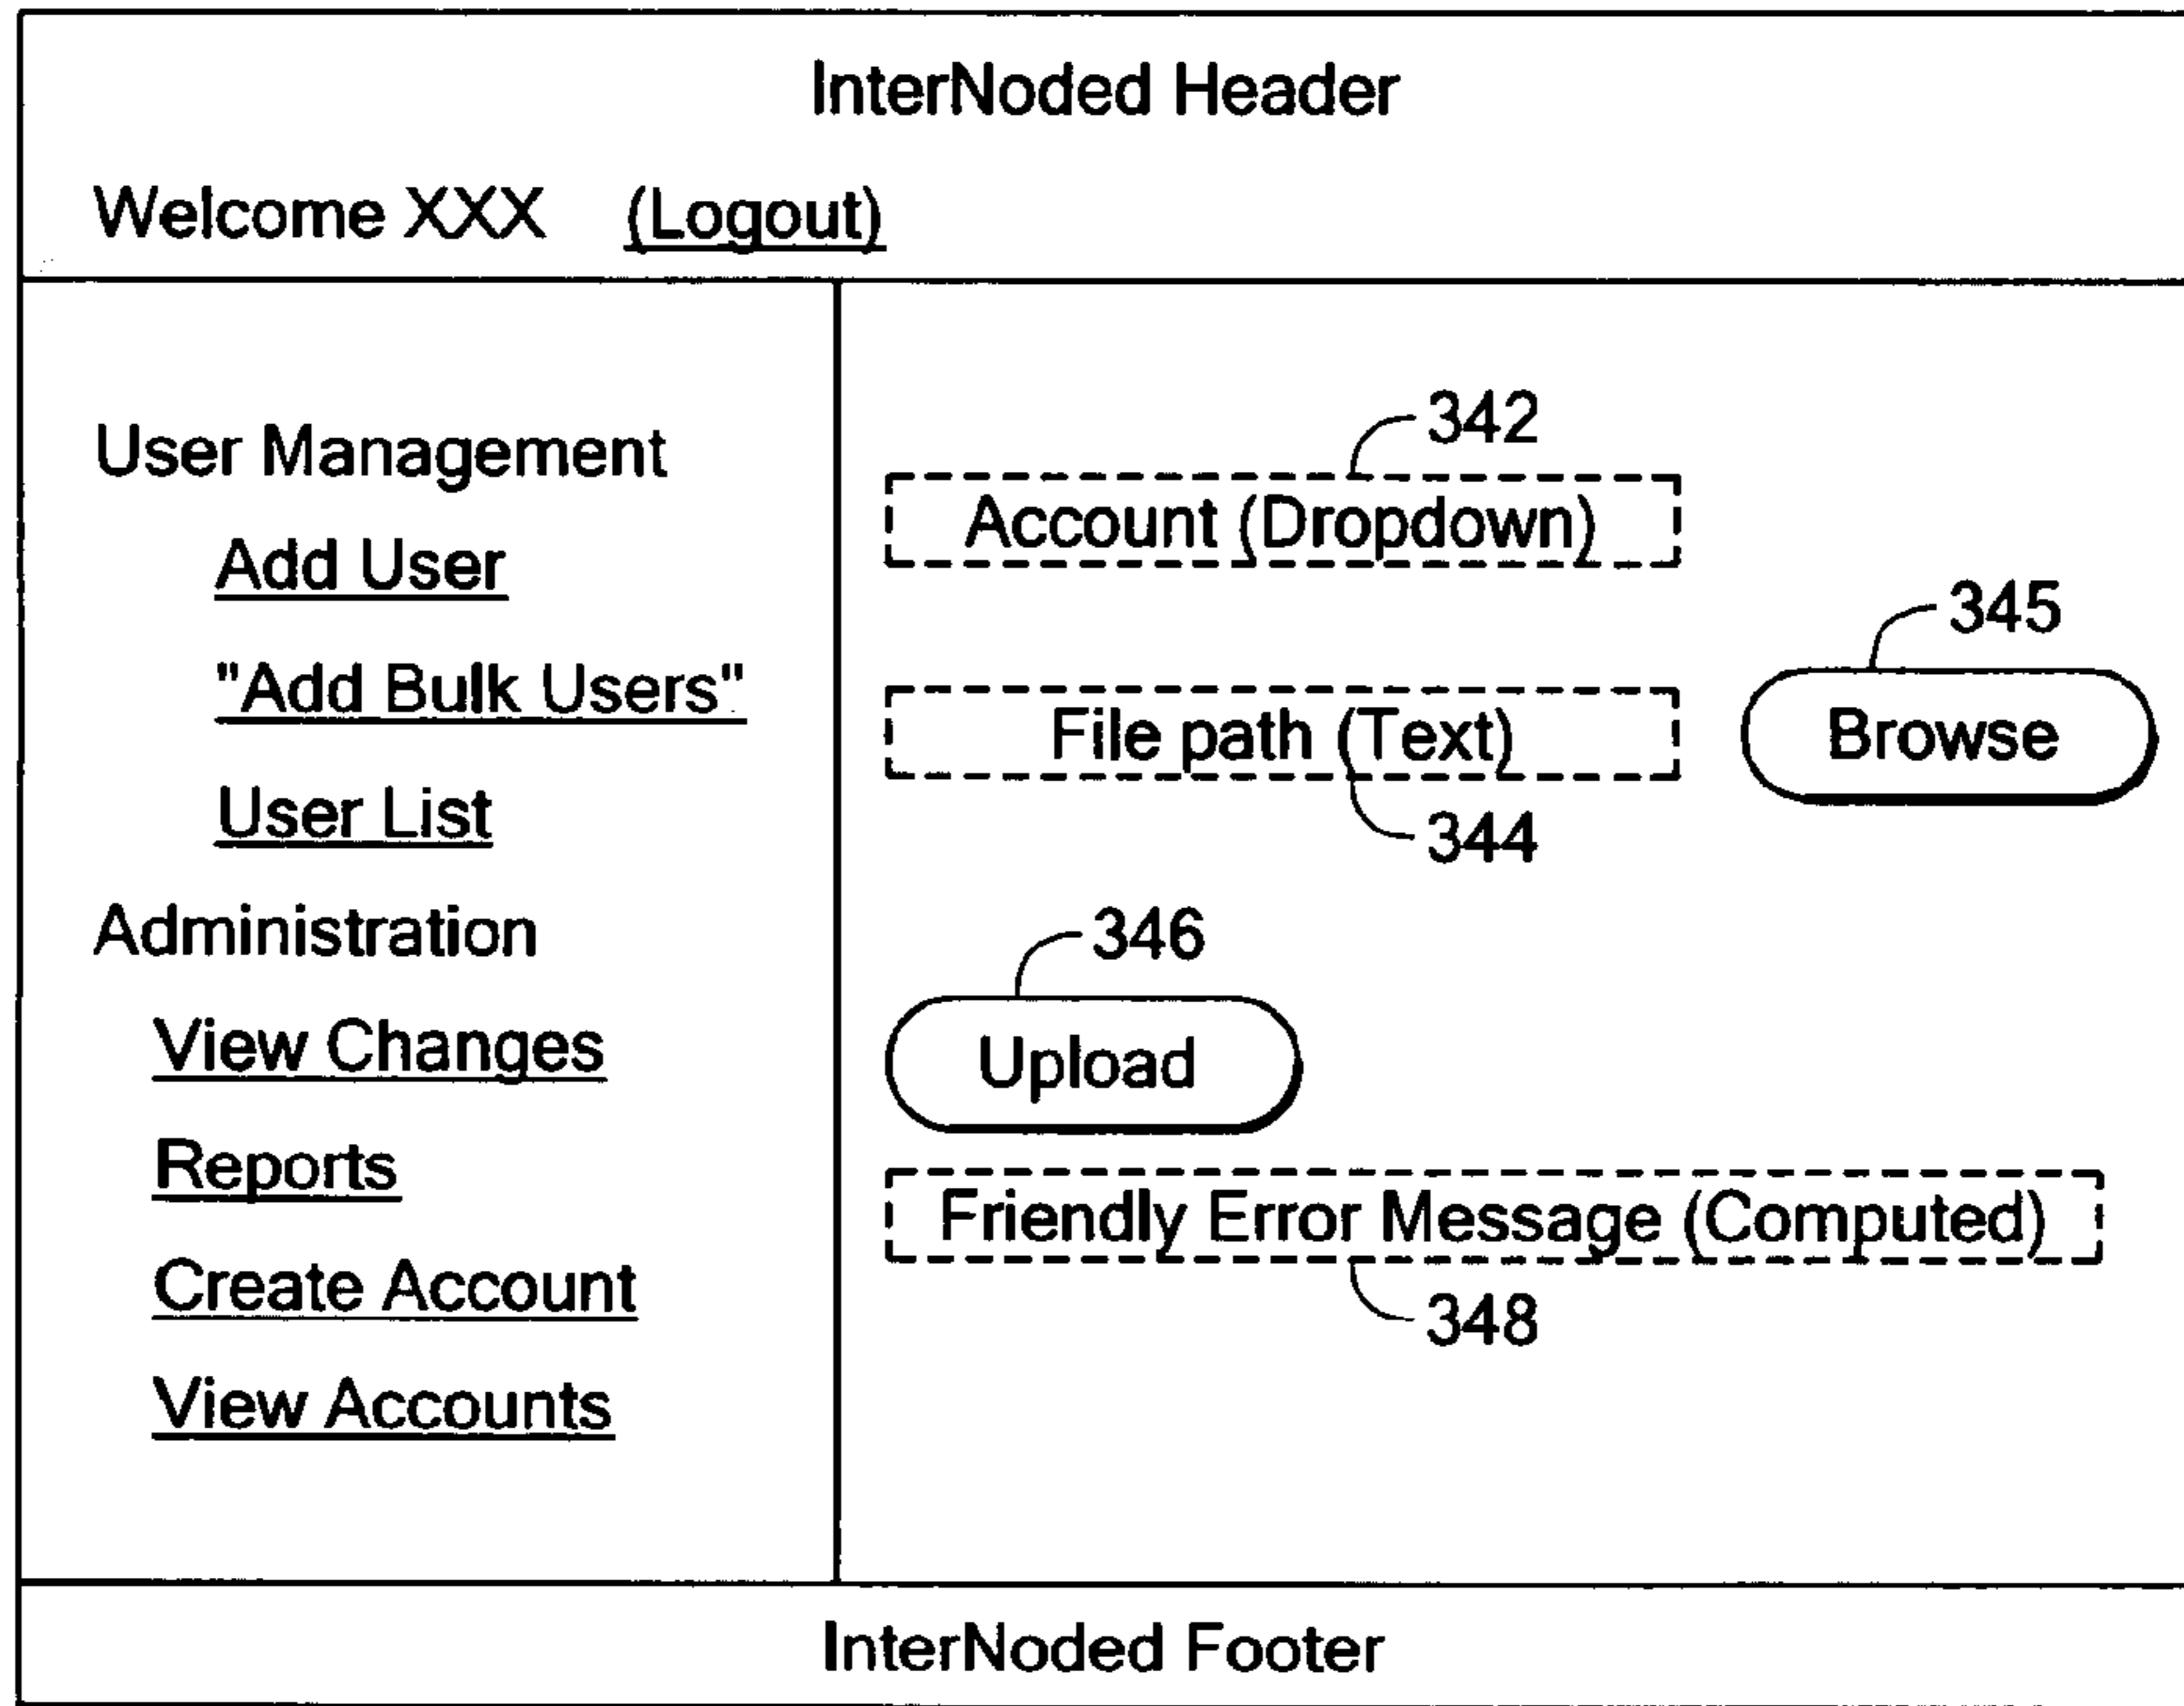 InterNoded Header
Welcome XXX (Logout)
User Management
Add User
"Add Bulk Users"
User List
Administration
View Changes
Reports
Create Account
View Accounts
342
Account (Dropdown)
345
File path (Text)
Browse
344
346
Upload
Friendly Error Message (Computed)
348
InterNoded Footer